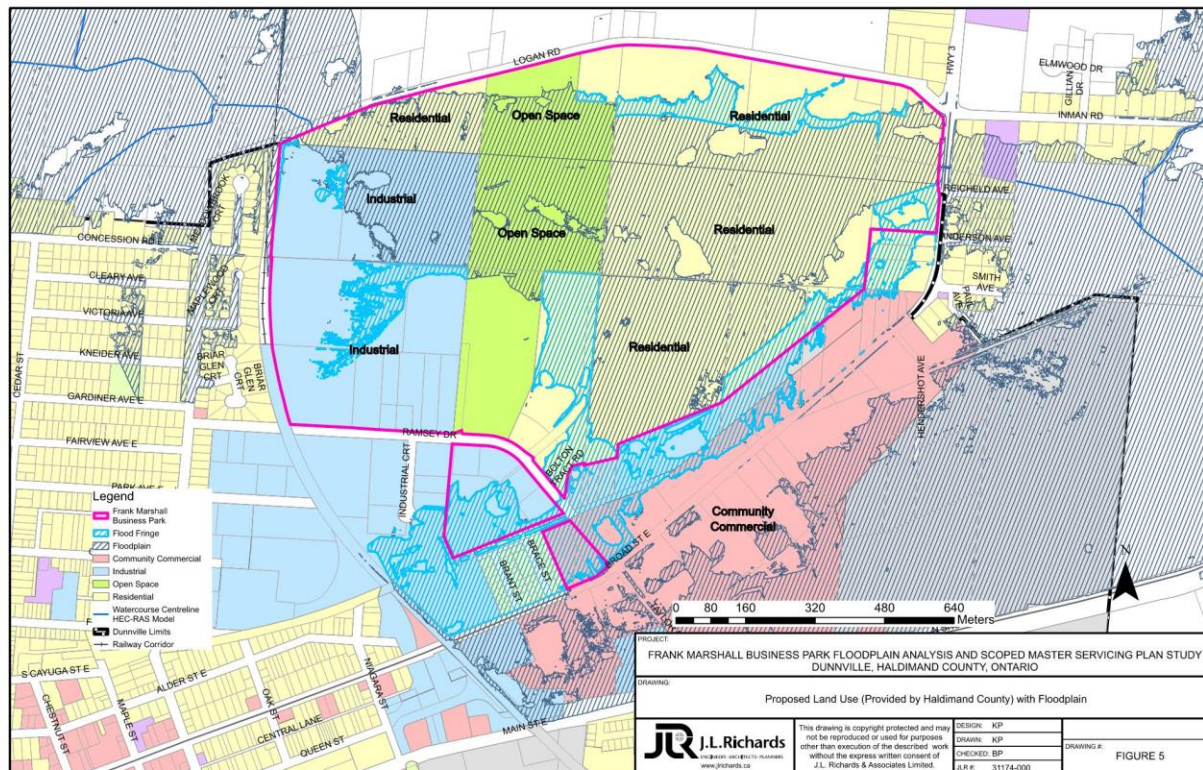 LOGAN RD
HWY 3
ELMWOOD DR
GILLIAN
DR
INMAN RD
Residential
Open Space
Residential
Industrial
Open Space
Residential
REICHELD AVE
SMITH
AVE
CONCESSION RD
CLEARY AVE
VICTORIA AVE
KNEIDER AVE
GARDINER AVE E
FAIRVIEW AVE E
CEDAR ST
MAPLEWOOD
BRIAR
GLEN
CRT
BRIAR
GLEN CRT
Industrial
Residential
HENDERSHOT AVE
RAMSEY DR
INDUSTRIAL CRT
BOLTON
TRACT RD
BROAD ST E
BRANT ST
Community
Commercial
N
Legend
Frank Marshall
Business Park
Flood Fringe
Floodplain
Community Commercial
Industrial
Open Space
Residential
Watercourse Centreline
HEC-RAS Model
Dunnville Limits
Railway Corridor
S CAYUGA ST E
ALDER ST E
CHESTNUT ST
MAPLE ST
OAK ST
TRAIL LANE
QUEEN ST
NIAGARA ST
MAIN ST E
0 80 160 320 480 640
Meters
PROJECT:
FRANK MARSHALL BUSINESS PARK FLOODPLAIN ANALYSIS AND SCOPED MASTER SERVICING PLAN STUDY
DUNNVILLE, HALDIMAND COUNTY, ONTARIO
DRAWING:
Proposed Land Use (Provided by Haldimand County) with Floodplain
JLR J.L.Richards
ENGINEERS · ARCHITECTS · PLANNERS
www.jlrichards.ca
This drawing is copyright protected and may
not be reproduced or used for purposes
other than execution of the described work
without the express written consent of
J.L. Richards & Associates Limited.
DESIGN: KP
DRAWN: KP
CHECKED: BP
JLR #: 31174-000
DRAWING #:
FIGURE 5